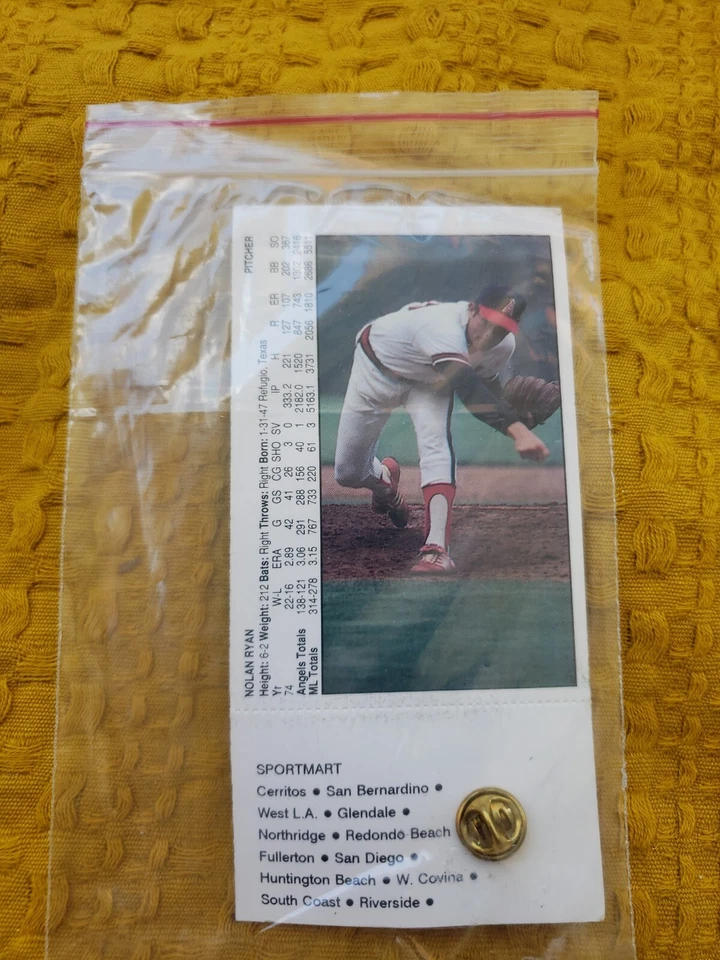 NOLAN RYAN PITCHER
Height: 6-2 Weight: 212 Bats: Right Throws: Right Born: 1-31-47 Refugio, Texas
Yr W-L ERA G GS CG SHO SV IP H R ER BB SO
74 22-16 2.89 42 41 26 3 0 333.2 221 127 107 202 367
Angels Totals 138-121 3.06 291 288 156 40 1 2182.0 1520 847 743 1302 2416
ML Totals 314-278 3.15 767 733 220 61 3 5163.1 3731 2056 1810 2686 5511
SPORTMART
Cerritos • San Bernardino •
West L.A. • Glendale •
Northridge • Redondo Beach
Fullerton • San Diego •
Huntington Beach • W. Covina •
South Coast • Riverside •